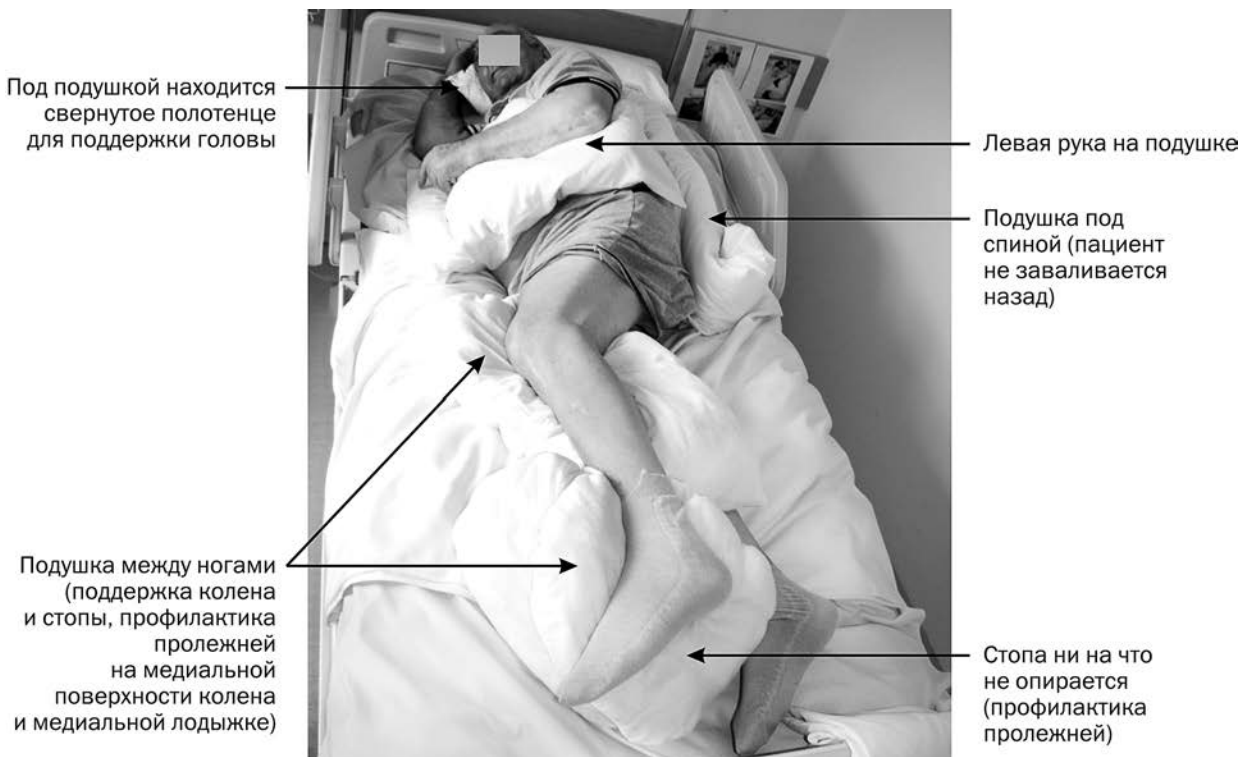 Под подушкой находится
свернутое полотенце
для поддержки головы
Левая рука на подушке
Подушка под
спиной (пациент
не заваливается
назад)
Подушка между ногами
(поддержка колена
и стопы, профилактика
пролежней
на медиальной
поверхности колена
и медиальной лодыжке)
Стопа ни на что
не опирается
(профилактика
пролежней)